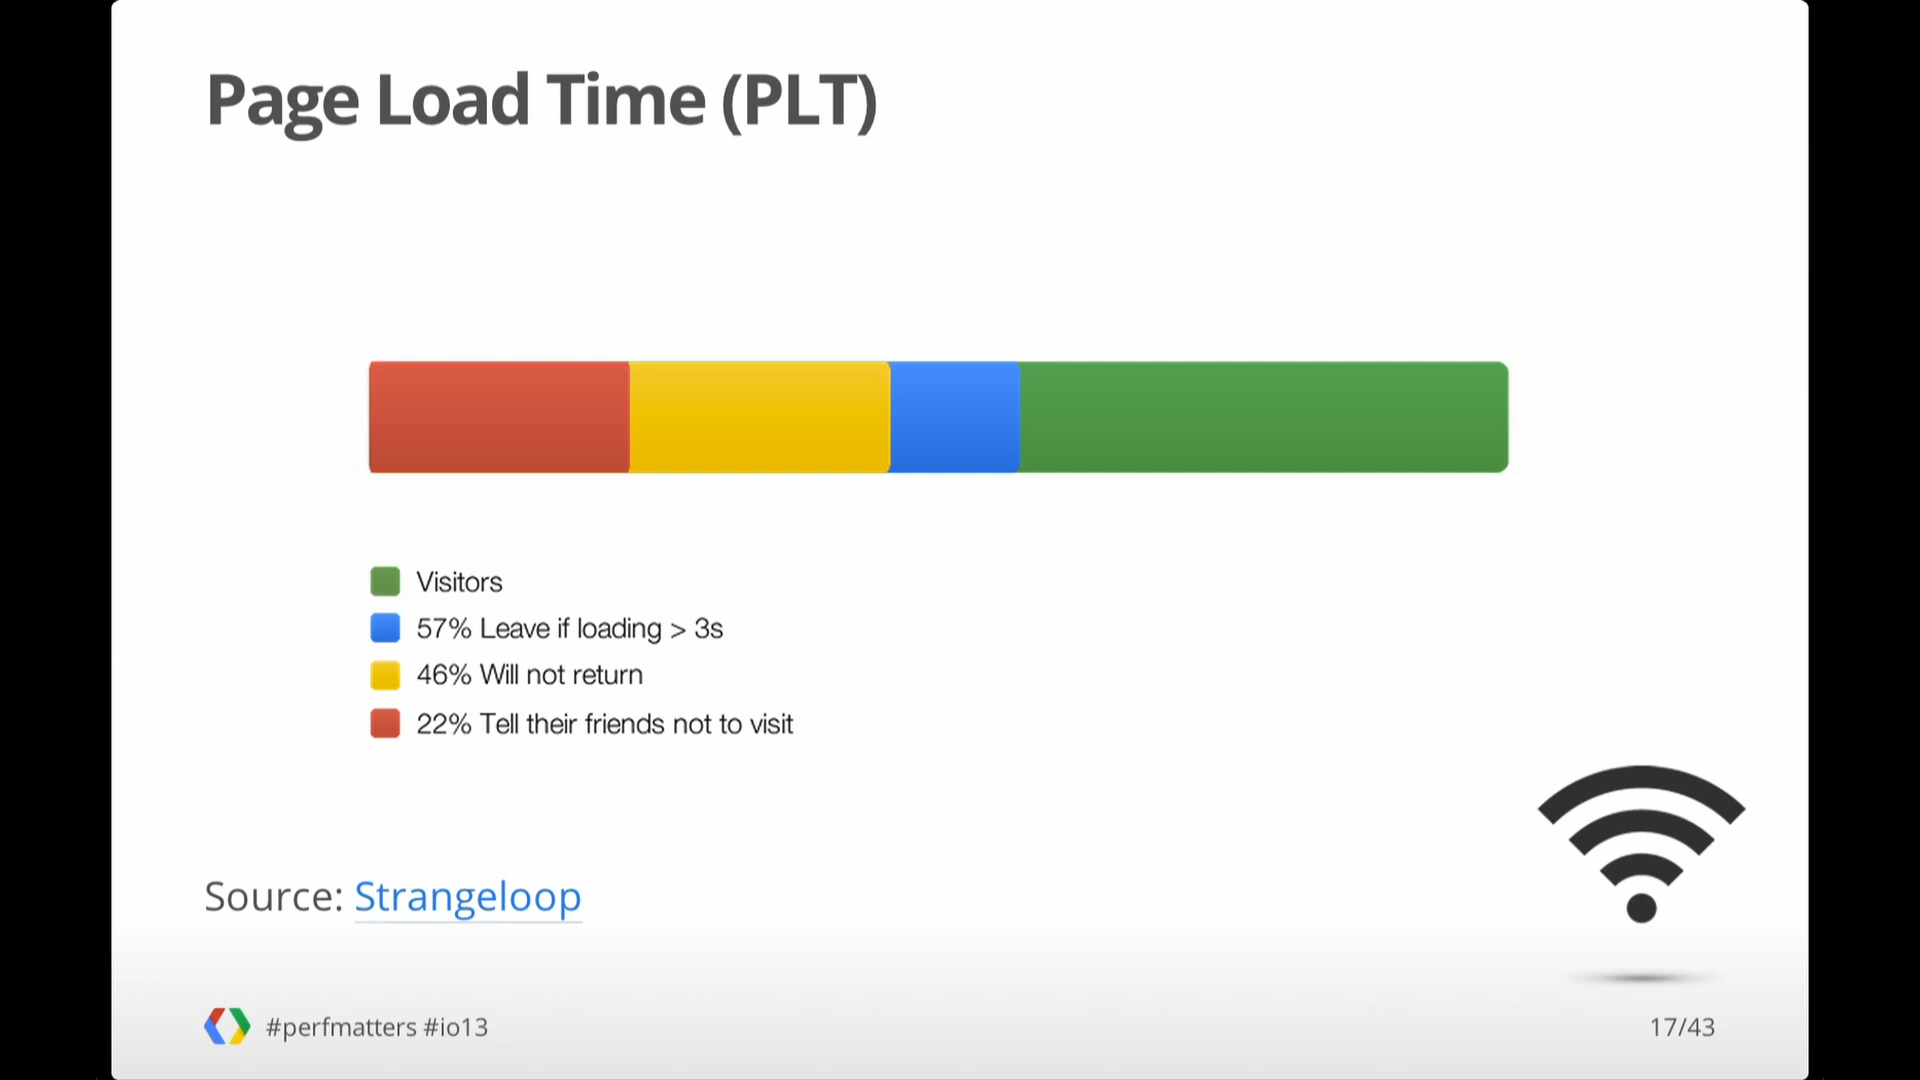 Page Load Time (PLT)
Visitors
57% Leave if loading > 3s
46% Will not return
22% Tell their friends not to visit
Source: Strangeloop
#perfmatters #io13
17/43